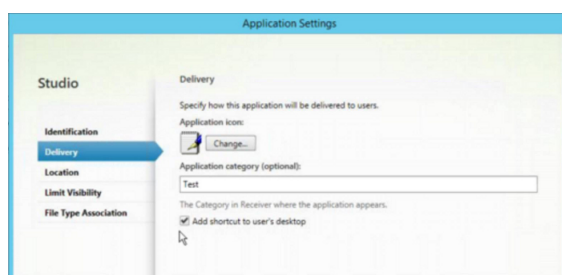 Application Settings
Studio
Identification
Delivery
Location
Limit Visibility
File Type Association
Delivery
Specify how this application will be delivered to users.
Application icon:
Change...
Application category (optional):
Test
The Category in Receiver where the application appears.
Add shortcut to user's desktop